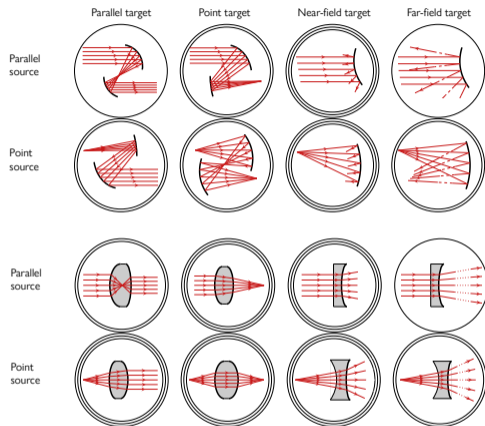 Parallel target Point target Near-field target Far-field target
Parallel
source
Point
source
Parallel
source
Point
source